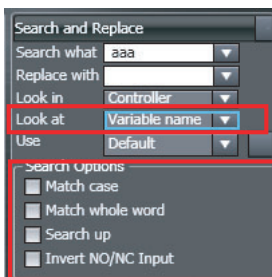 Search and Replace
Search what aaa
Replace with
Look in Controller
Look at Variable name
Use Default
Search Options
Match case
Match whole word
Search up
Invert NO/NC Input